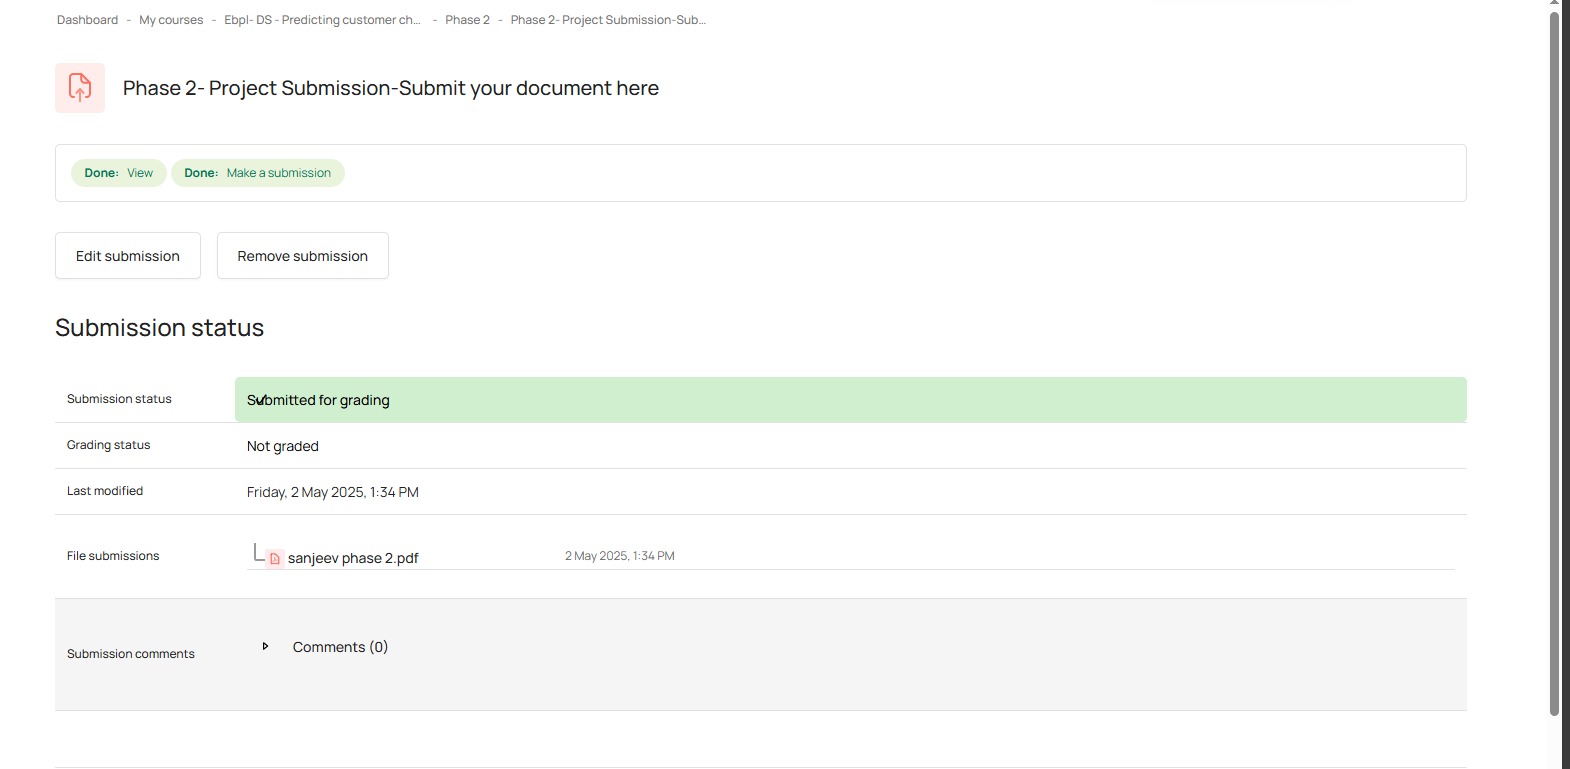 Dashboard - My courses - Ebpl- DS - Predicting customer ch... - Phase 2 - Phase 2- Project Submission-Sub...
Phase 2- Project Submission-Submit your document here
Done: View Done: Make a submission
Edit submission Remove submission
Submission status
Submission status Submitted for grading
Grading status Not graded
Last modified Friday, 2 May 2025, 1:34 PM
File submissions sanjeev phase 2.pdf 2 May 2025, 1:34 PM
Submission comments Comments (0)